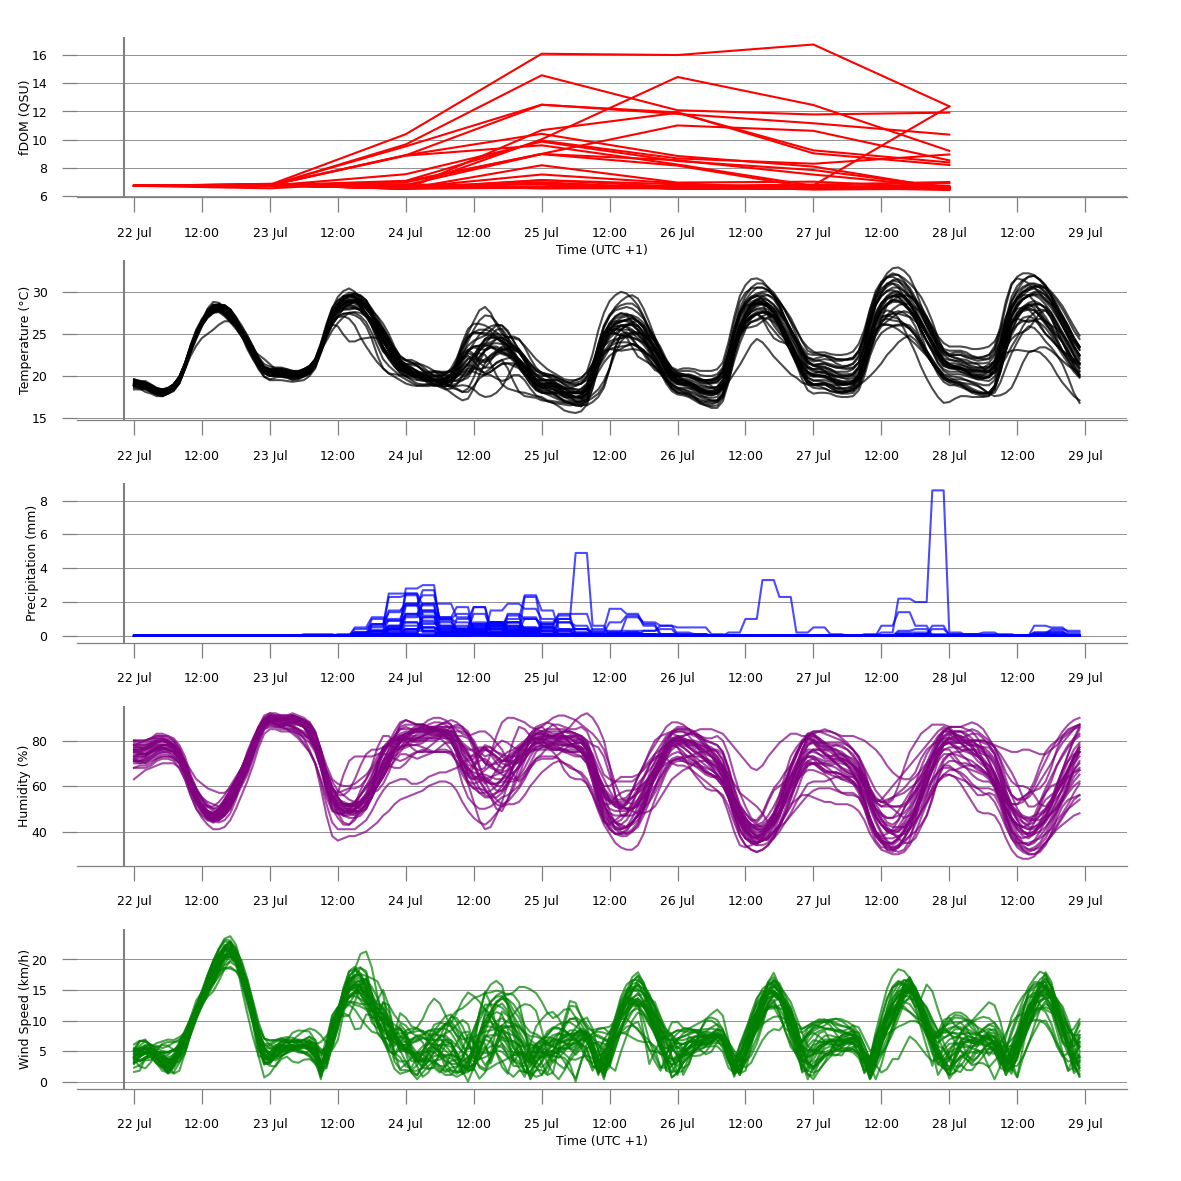 fDOM (QSU)
16
14
12
10
8
6
22 Jul 12:00 23 Jul 12:00 24 Jul 12:00 25 Jul 12:00 26 Jul 12:00 27 Jul 12:00 28 Jul 12:00 29 Jul
Time (UTC +1)
Temperature (°C)
30
25
20
15
22 Jul 12:00 23 Jul 12:00 24 Jul 12:00 25 Jul 12:00 26 Jul 12:00 27 Jul 12:00 28 Jul 12:00 29 Jul
Precipitation (mm)
8
6
4
2
0
22 Jul 12:00 23 Jul 12:00 24 Jul 12:00 25 Jul 12:00 26 Jul 12:00 27 Jul 12:00 28 Jul 12:00 29 Jul
Humidity (%)
80
60
40
22 Jul 12:00 23 Jul 12:00 24 Jul 12:00 25 Jul 12:00 26 Jul 12:00 27 Jul 12:00 28 Jul 12:00 29 Jul
Wind Speed (km/h)
20
15
10
5
0
22 Jul 12:00 23 Jul 12:00 24 Jul 12:00 25 Jul 12:00 26 Jul 12:00 27 Jul 12:00 28 Jul 12:00 29 Jul
Time (UTC +1)